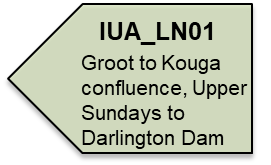 IUA_LN01
Groot to Kouga
confluence, Upper
Sundays to
Darlington Dam